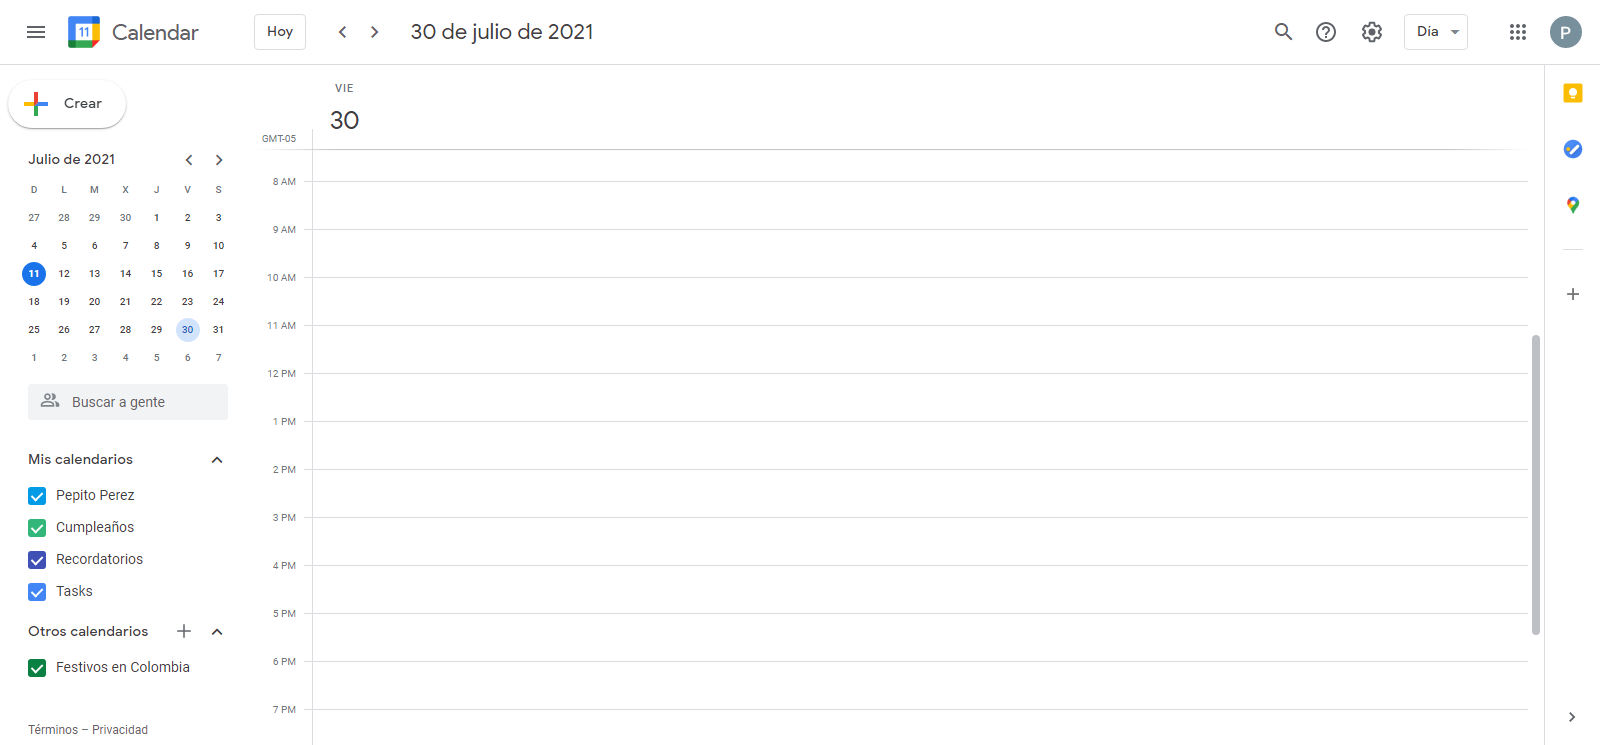 11 Calendar Hoy 30 de julio de 2021 Día P
Crear
Julio de 2021
D L M X J V S
27 28 29 30 1 2 3
4 5 6 7 8 9 10
11 12 13 14 15 16 17
18 19 20 21 22 23 24
25 26 27 28 29 30 31
1 2 3 4 5 6 7
Buscar a gente
Mis calendarios
Pepito Perez
Cumpleaños
Recordatorios
Tasks
Otros calendarios
Festivos en Colombia
Términos – Privacidad
VIE
30
GMT-05
8 AM
9 AM
10 AM
11 AM
12 PM
1 PM
2 PM
3 PM
4 PM
5 PM
6 PM
7 PM